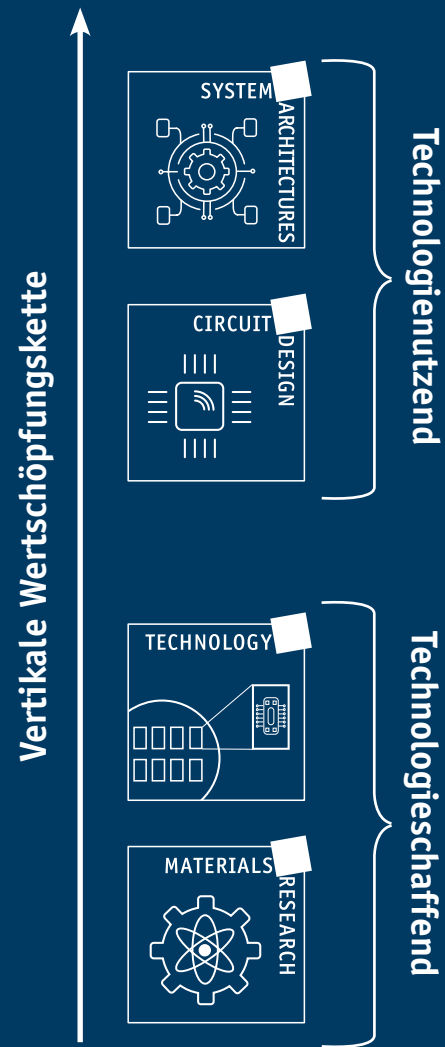 Vertikale Wertschöpfungskette
SYSTEM
ARCHITECTURES
CIRCUIT
DESIGN
Technologienutzend
TECHNOLOGY
MATERIALS
RESEARCH
Technologieschaffend